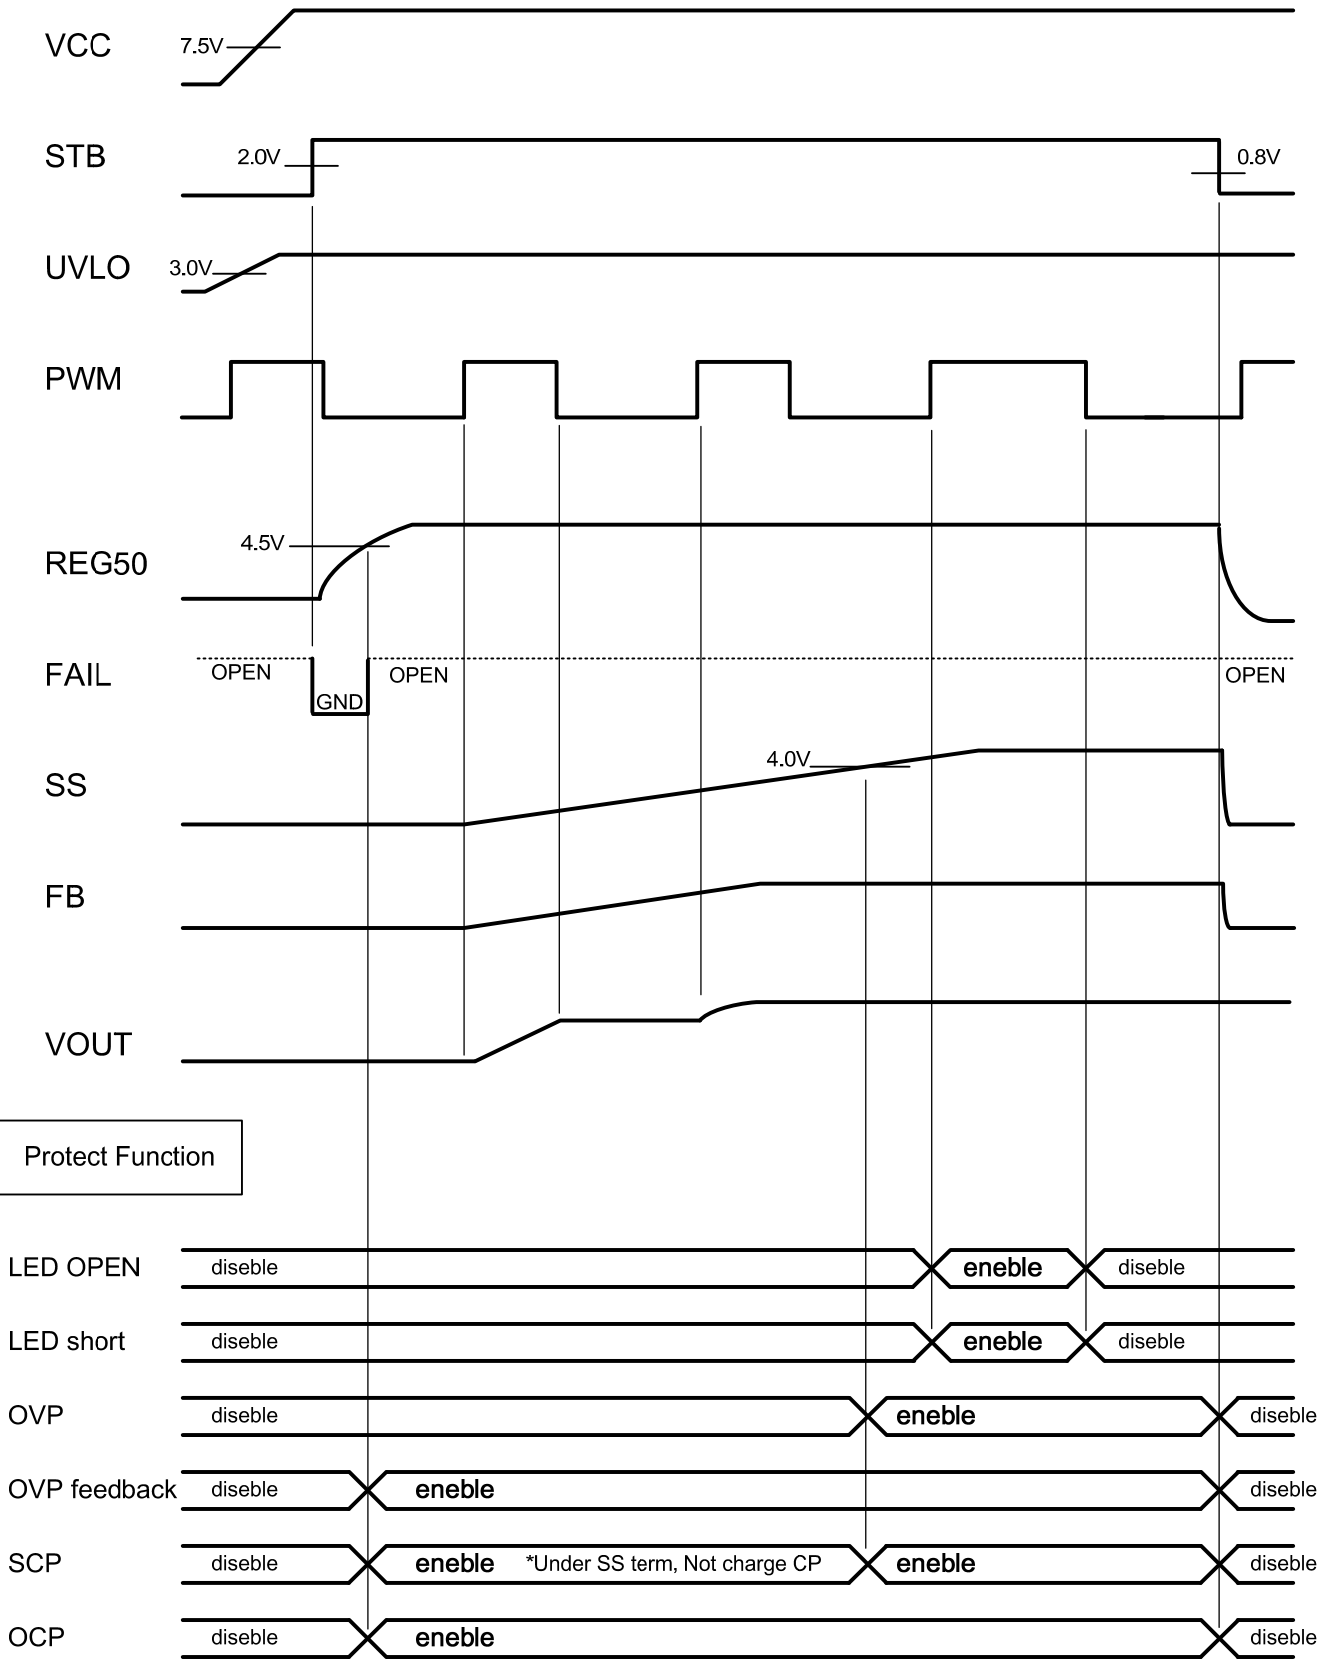 VCC
7.5V
STB
2.0V
0.8V
UVLO
3.0V
PWM
REG50
4.5V
FAIL
OPEN
GND
OPEN
OPEN
SS
4.0V
FB
VOUT
Protect Function
LED OPEN
diseble
eneble
diseble
LED short
diseble
eneble
diseble
OVP
diseble
eneble
diseble
OVP feedback
diseble
eneble
diseble
SCP
diseble
eneble
*Under SS term, Not charge CP
eneble
diseble
OCP
diseble
eneble
diseble